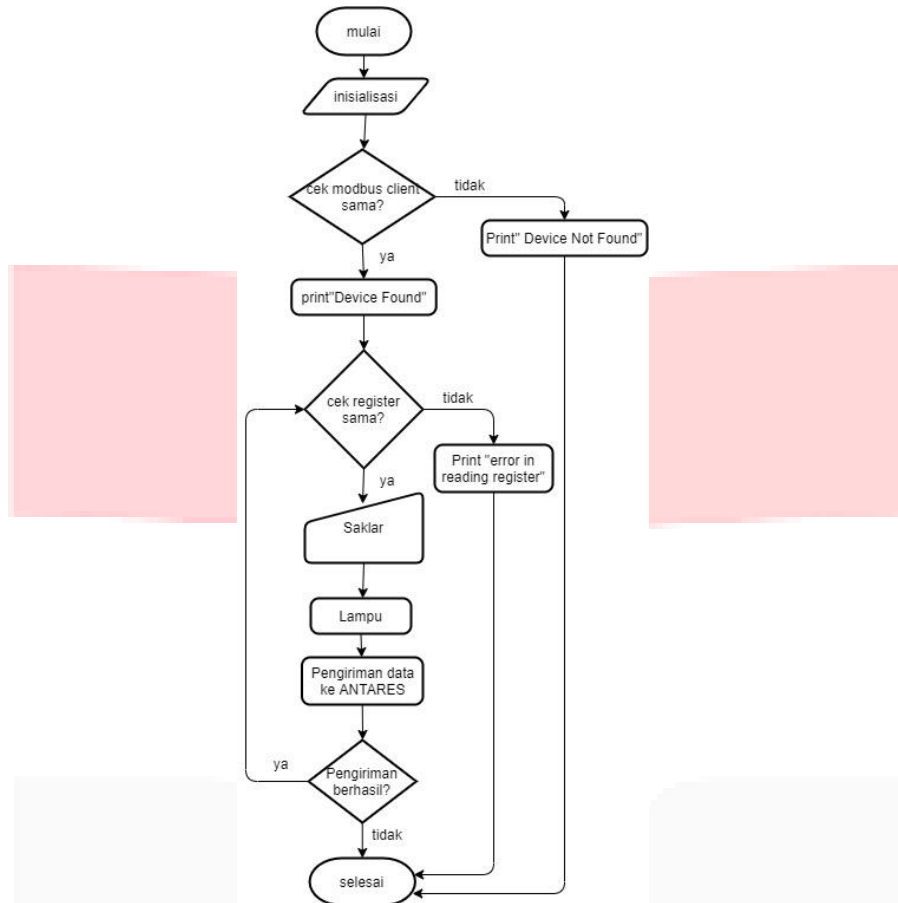 mulai
inisialisasi
cek modbus client
sama?
tidak
Print" Device Not Found"
ya
print"Device Found"
cek register
sama?
tidak
Print "error in
reading register"
ya
Saklar
Lampu
Pengiriman data
ke ANTARES
Pengiriman
berhasil?
ya
tidak
selesai